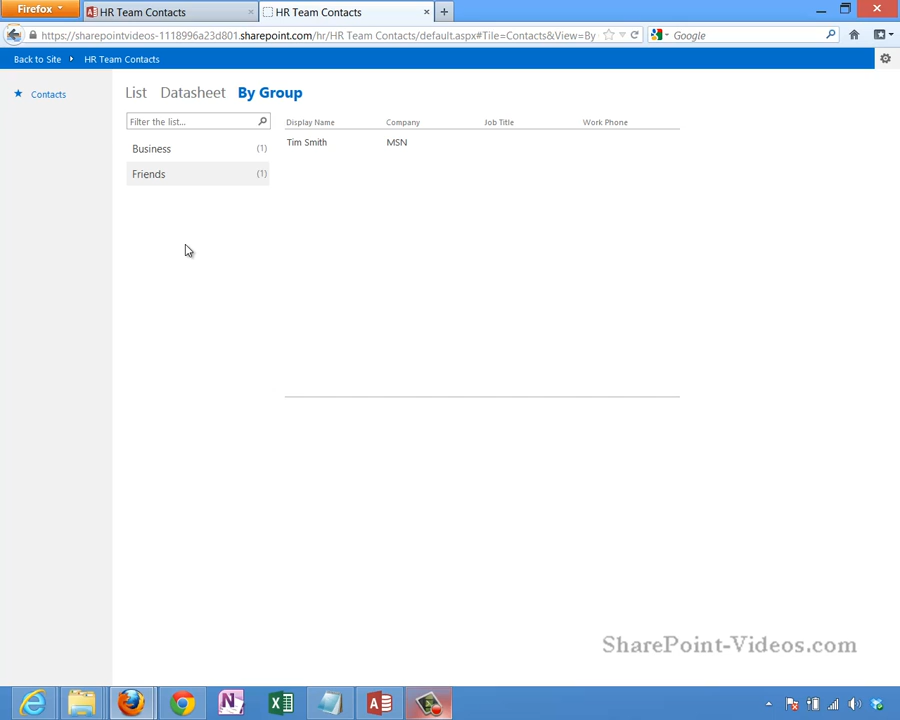 Firefox
HR Team Contacts
HR Team Contacts
https://sharepointvideos-1118996a23d801.sharepoint.com/hr/HR Team Contacts/default.aspx#Tile=Contacts&View=By
Google
Back to Site
HR Team Contacts
Contacts
List
Datasheet
By Group
Filter the list...
Display Name
Company
Job Title
Work Phone
Business
(1)
Tim Smith
MSN
Friends
(1)
SharePoint-Videos.com